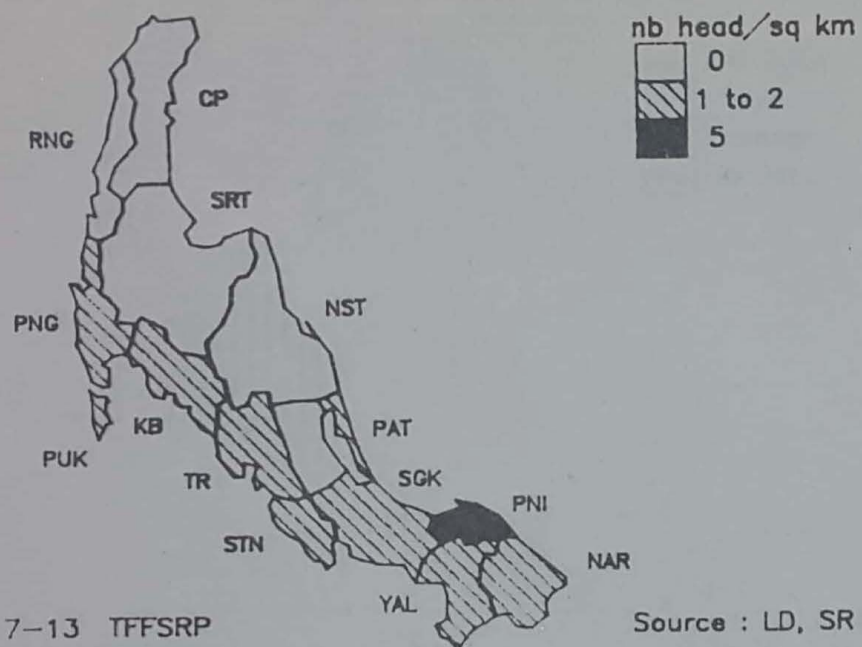 nb head/sq km
0
1 to 2
5
CP
RNG
SRT
NST
PNG
KB
PAT
PUK
TR
SGK
PNI
STN
NAR
YAL
7-13 TFFSRP
Source : LD, SR